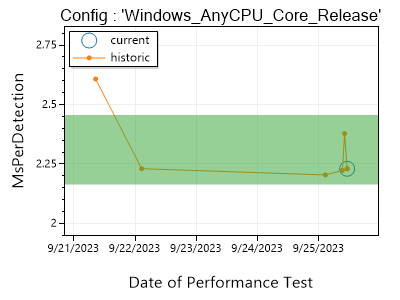 Config : 'Windows_AnyCPU_Core_Release'
current
historic
2.75
2.5
2.25
2
MsPerDetection
9/21/2023 9/22/2023 9/23/2023 9/24/2023 9/25/2023
Date of Performance Test